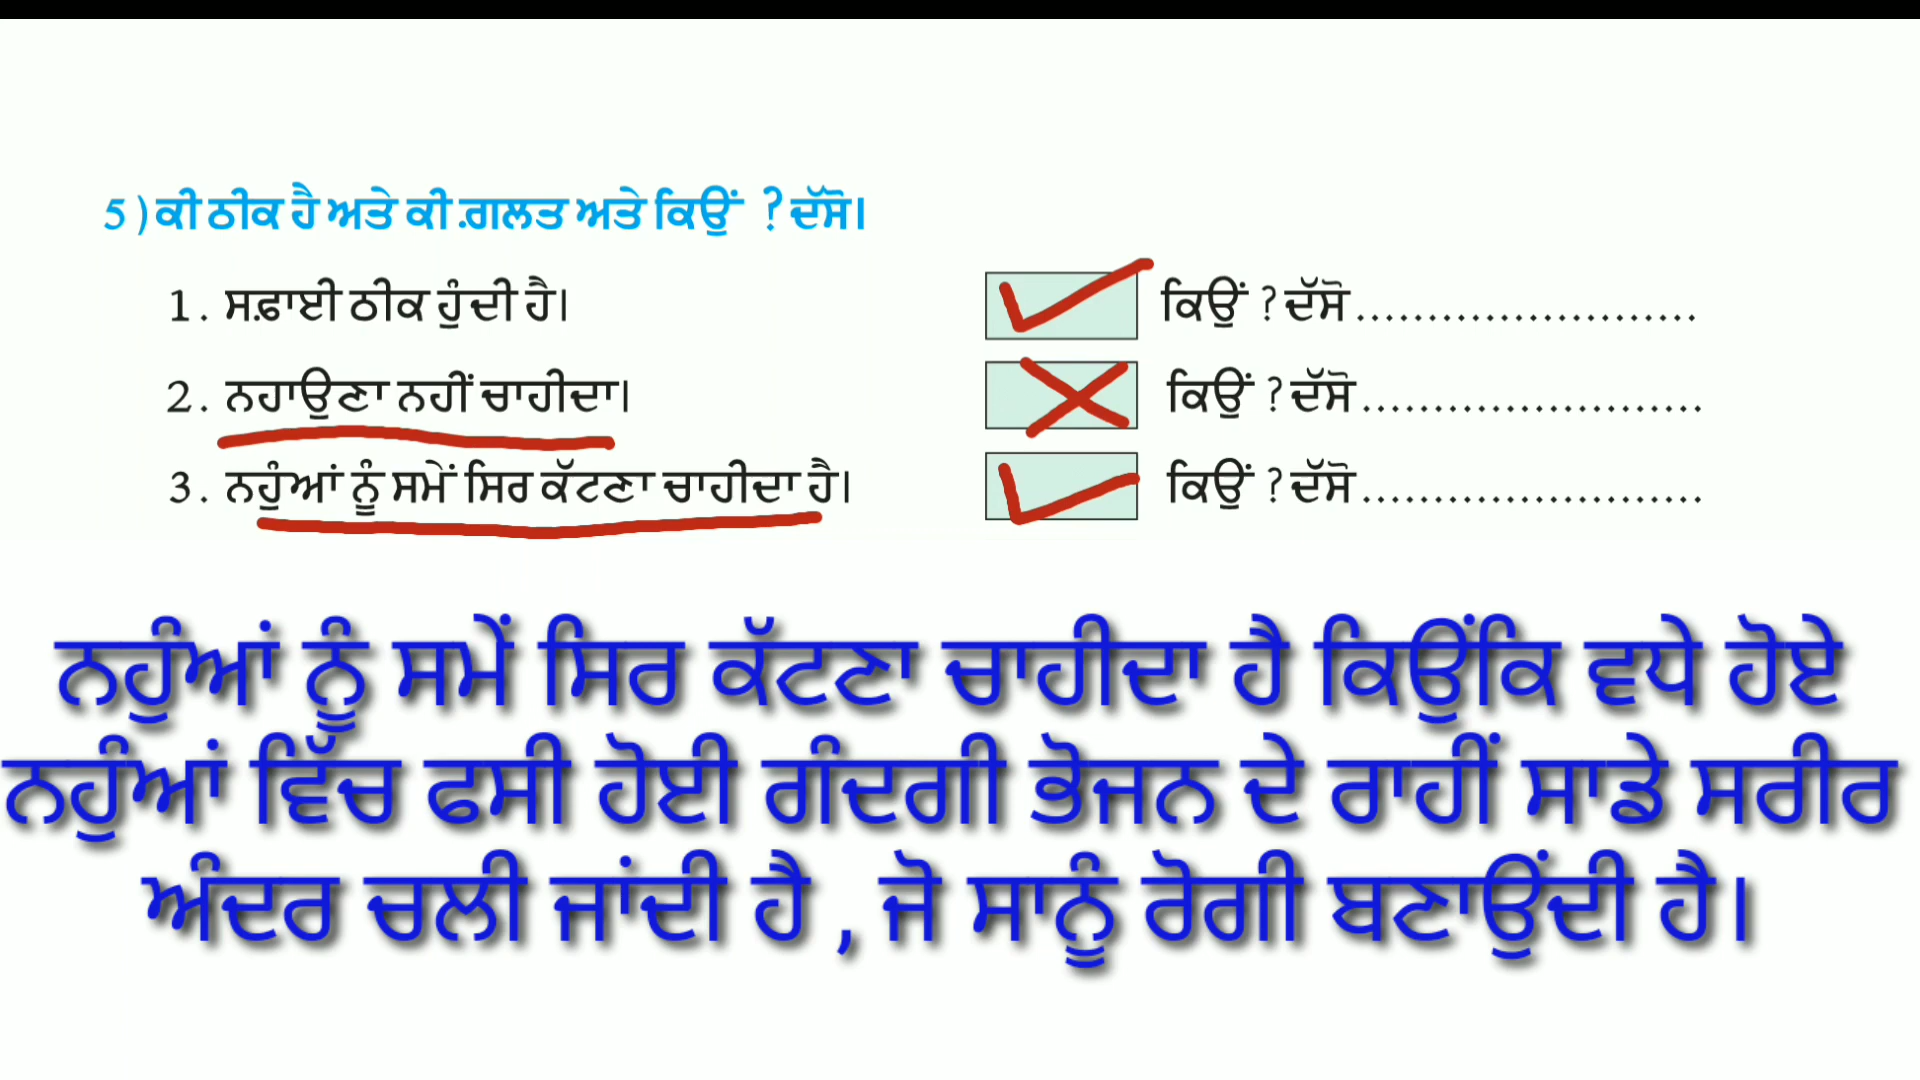 5 ) ਕੀ ਠੀਕ ਹੈ ਅਤੇ ਕੀ ਗ਼ਲਤ ਅਤੇ ਕਿਉਂ ? ਦੱਸੋ।
1. ਸਫ਼ਾਈ ਠੀਕ ਹੁੰਦੀ ਹੈ। ਕਿਉਂ ? ਦੱਸੋ........................
2. ਨਹਾਉਣਾ ਨਹੀਂ ਚਾਹੀਦਾ। ਕਿਉਂ ? ਦੱਸੋ........................
3. ਨਹੁੰਆਂ ਨੂੰ ਸਮੇਂ ਸਿਰ ਕੱਟਣਾ ਚਾਹੀਦਾ ਹੈ। ਕਿਉਂ ? ਦੱਸੋ........................
ਨਹੁੰਆਂ ਨੂੰ ਸਮੇਂ ਸਿਰ ਕੱਟਣਾ ਚਾਹੀਦਾ ਹੈ ਕਿਉਂਕਿ ਵਧੇ ਹੋਏ
ਨਹੁੰਆਂ ਵਿੱਚ ਫਸੀ ਹੋਈ ਗੰਦਗੀ ਭੋਜਨ ਦੇ ਰਾਹੀਂ ਸਾਡੇ ਸਰੀਰ
ਅੰਦਰ ਚਲੀ ਜਾਂਦੀ ਹੈ , ਜੋ ਸਾਨੂੰ ਰੋਗੀ ਬਣਾਉਂਦੀ ਹੈ।